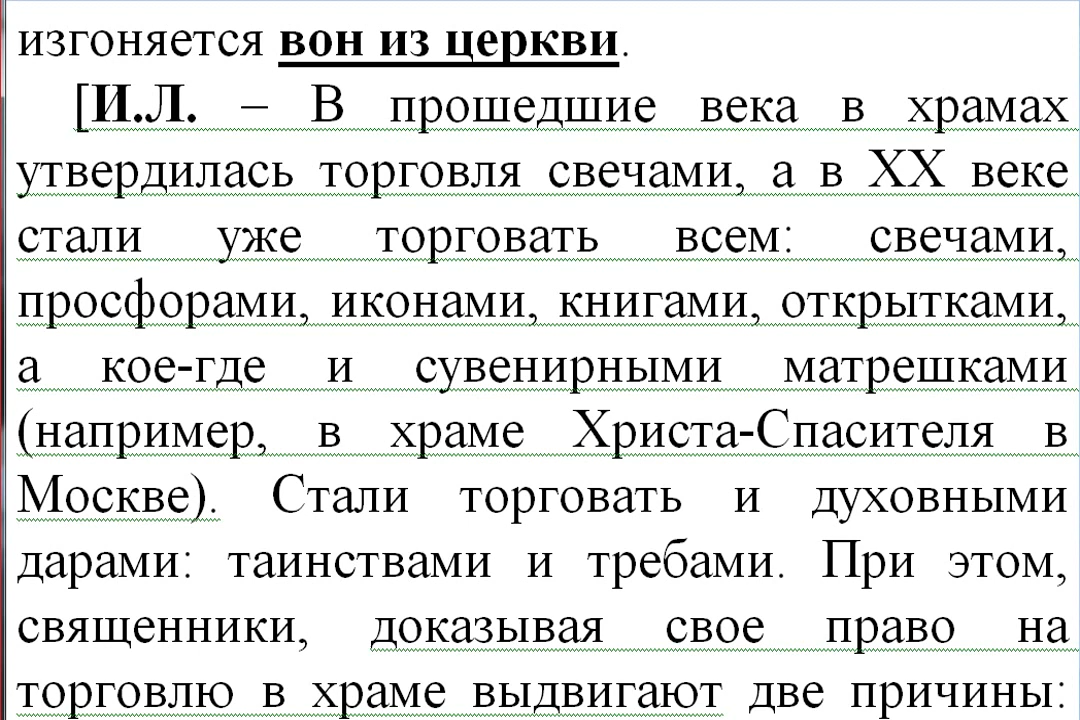 изгоняется вон из церкви.
[И.Л. – В прошедшие века в храмах
утвердилась торговля свечами, а в XX веке
стали уже торговать всем: свечами,
просфорами, иконами, книгами, открытками,
а кое-где и сувенирными матрешками
(например, в храме Христа-Спасителя в
Москве). Стали торговать и духовными
дарами: таинствами и требами. При этом,
священники, доказывая свое право на
торговлю в храме выдвигают две причины: